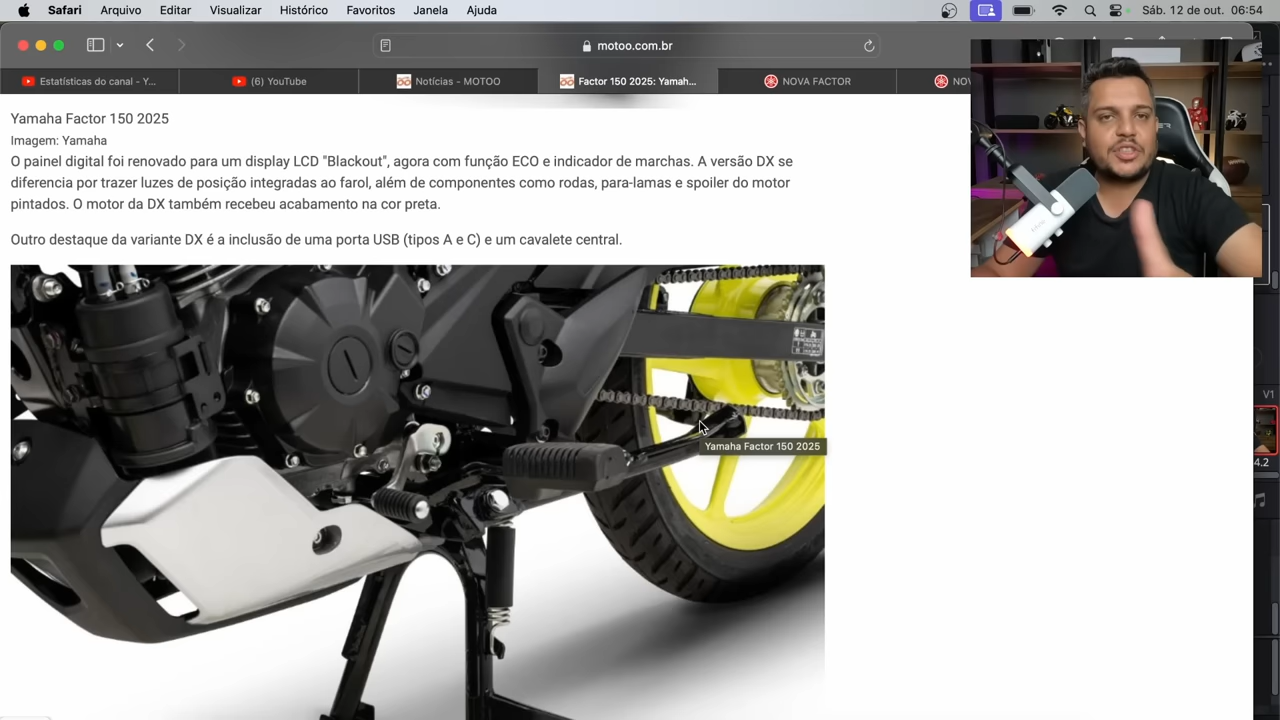 Safari Arquivo Editar Visualizar Histórico Favoritos Janela Ajuda Sáb. 12 de out. 06:54
motoo.com.br
Estatísticas do canal - Y... (6) YouTube Notícias - MOTOO Factor 150 2025: Yamah... NOVA FACTOR NOV
Yamaha Factor 150 2025
Imagem: Yamaha
O painel digital foi renovado para um display LCD "Blackout", agora com função ECO e indicador de marchas. A versão DX se
diferencia por trazer luzes de posição integradas ao farol, além de componentes como rodas, para-lamas e spoiler do motor
pintados. O motor da DX também recebeu acabamento na cor preta.
Outro destaque da variante DX é a inclusão de uma porta USB (tipos A e C) e um cavalete central.
Yamaha Factor 150 2025
V1
4.2